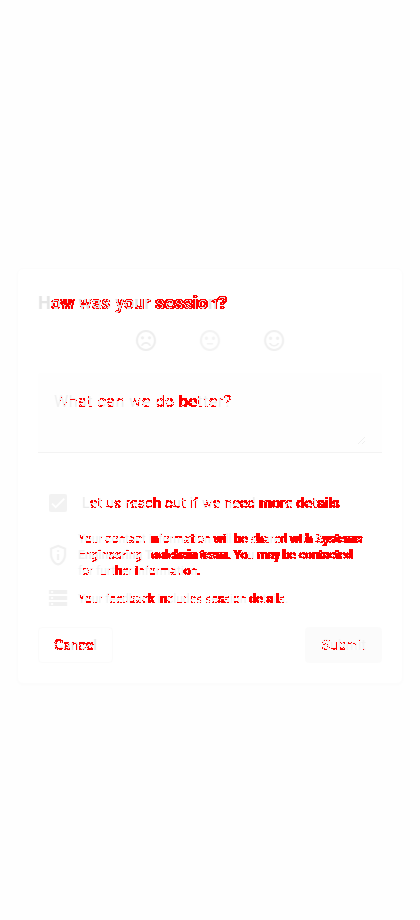 How was your session?
What can we do better?
Let us reach out if we need more details
Your contact information will be shared with Systems
engineering and admin team. You may be contacted
for further information.
Your feedback includes session details
Cancel
Submit